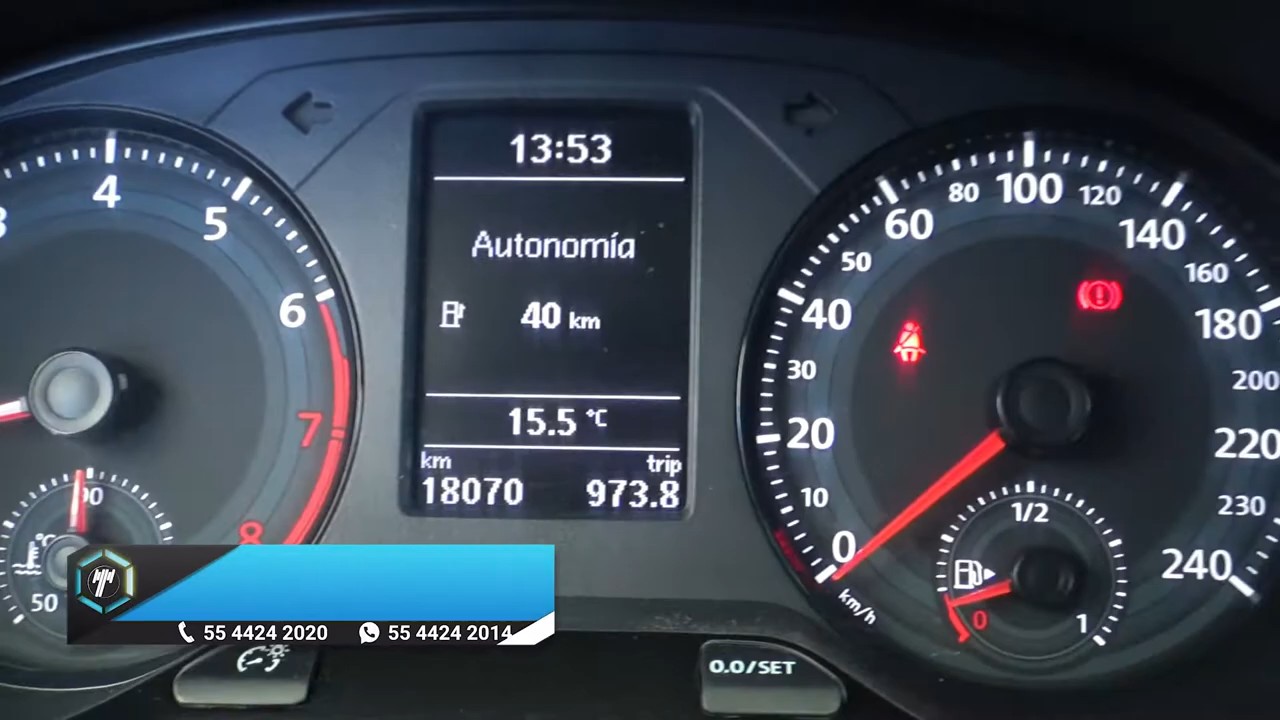 13:53
Autonomía
40 km
15.5 °C
km trip
18070 973.8
3 4 5 6 7 8
50 90
°C
0 10 20 30 40 50 60 80 100 120 140 160 180 200 220 230 240
km/h
0 1/2 1
55 4424 2020 55 4424 2014
0.0/SET